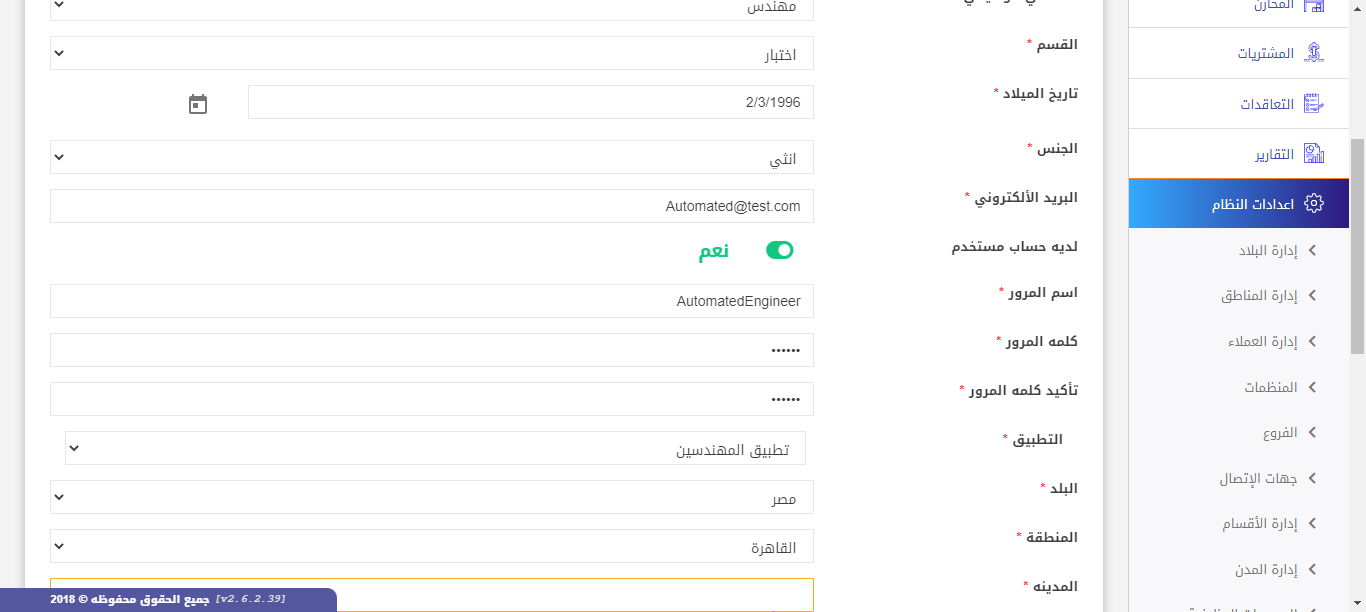 مهندس
القسم *
اختبار
تاريخ الميلاد *
2/3/1996
الجنس *
انثي
البريد الألكتروني *
Automated@test.com
لديه حساب مستخدم
نعم
اسم المرور *
AutomatedEngineer
كلمه المرور *
••••••
تأكيد كلمه المرور *
••••••
التطبيق *
تطبيق المهندسين
البلد *
مصر
المنطقة *
القاهرة
المدينه *
المخازن
المشتريات
التعاقدات
التقارير
اعدادات النظام
إدارة البلاد
إدارة المناطق
إدارة العملاء
المنظمات
الفروع
جهات الإتصال
إدارة الأقسام
إدارة المدن
جميع الحقوق محفوظه © 2018 [v2.6.2.39]